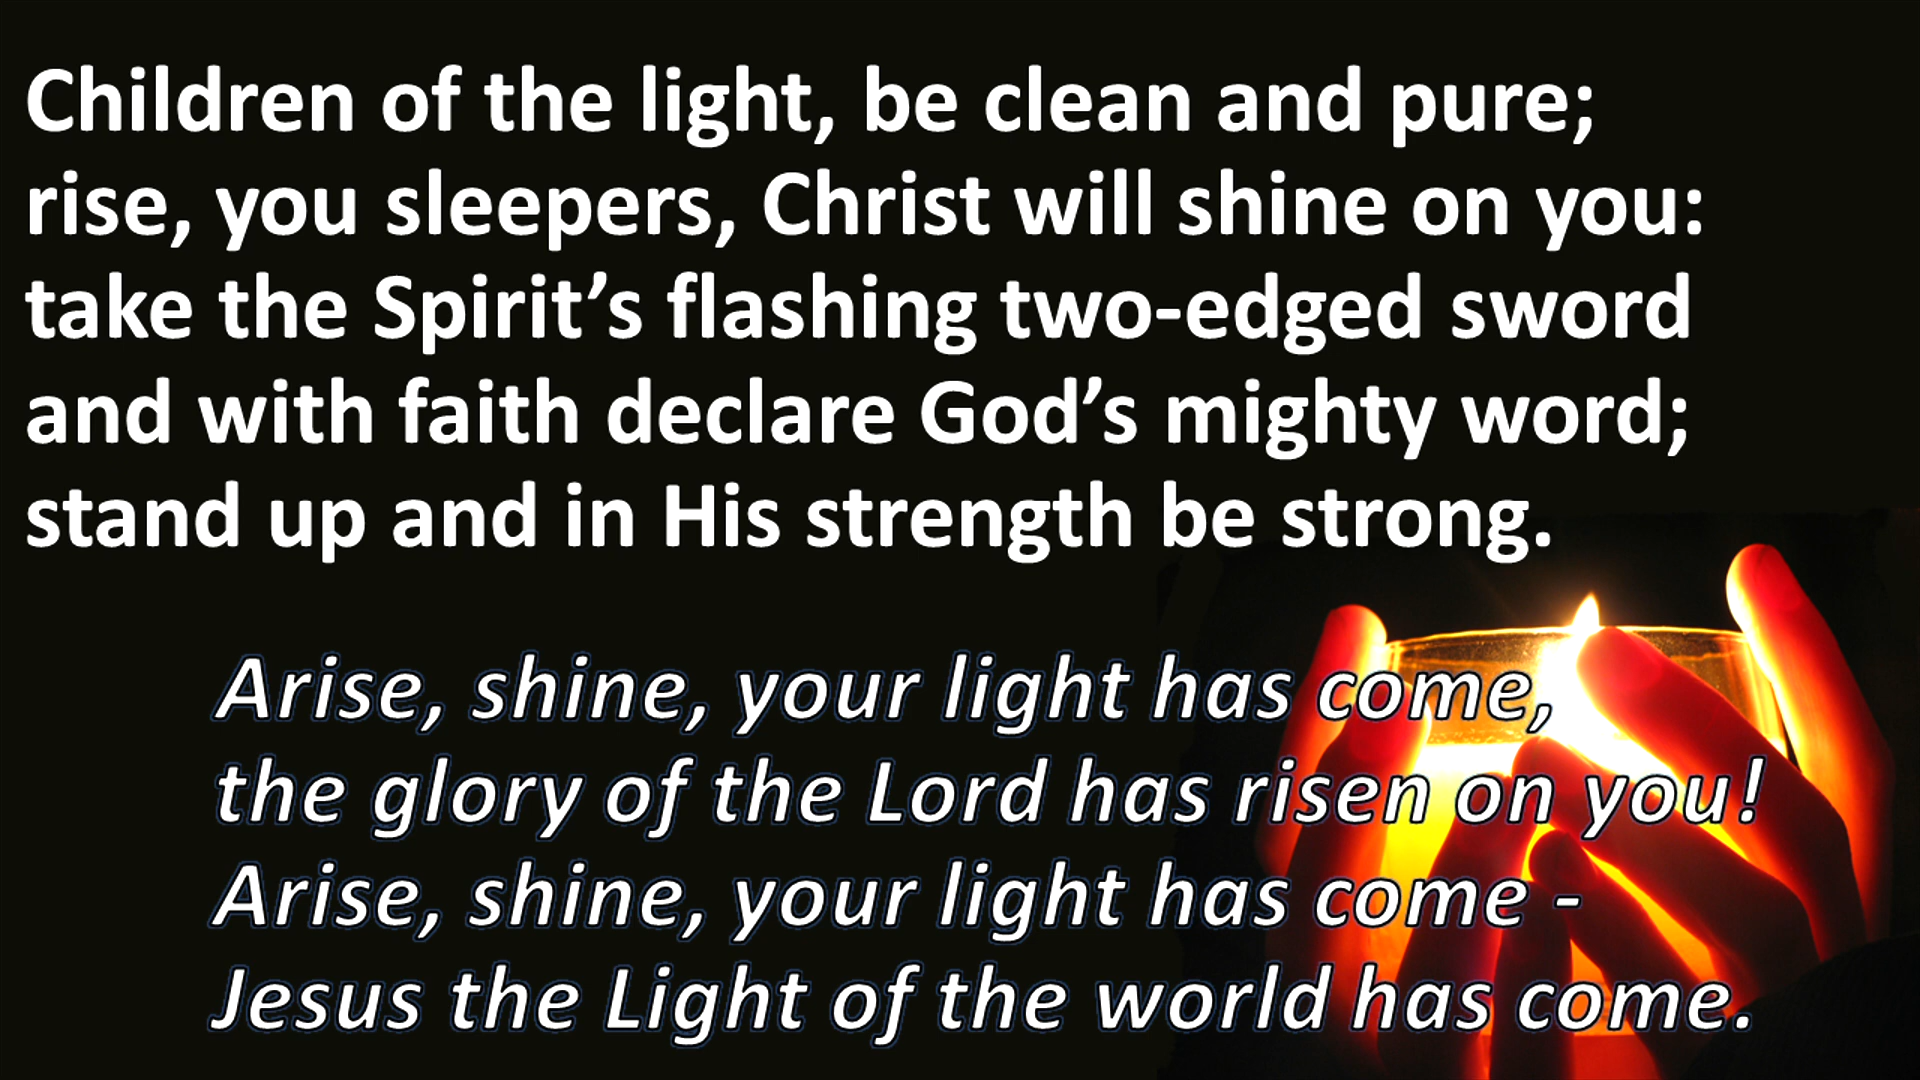 Children of the light, be clean and pure;
rise, you sleepers, Christ will shine on you:
take the Spirit’s flashing two-edged sword
and with faith declare God’s mighty word;
stand up and in His strength be strong.
Arise, shine, your light has come,
the glory of the Lord has risen on you!
Arise, shine, your light has come -
Jesus the Light of the world has come.